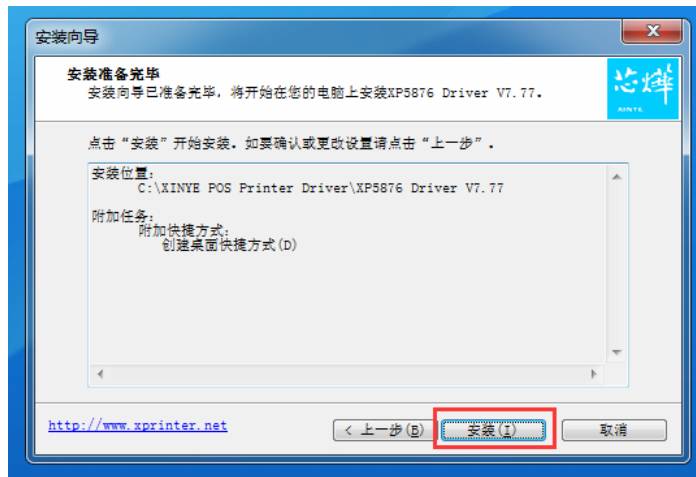 安装向导
安装准备完毕
安装向导已准备完毕，将开始在您的电脑上安装XP5876 Driver V7.77.
芯烨
XINYE
点击“安装”开始安装.如要确认或更改设置请点击“上一步”.
安装位置:
C:\XINYE POS Printer Driver\XP5876 Driver V7.77
附加任务:
附加快捷方式:
创建桌面快捷方式(D)
http://www.xprinter.net
< 上一步(B)
安装(I)
取消